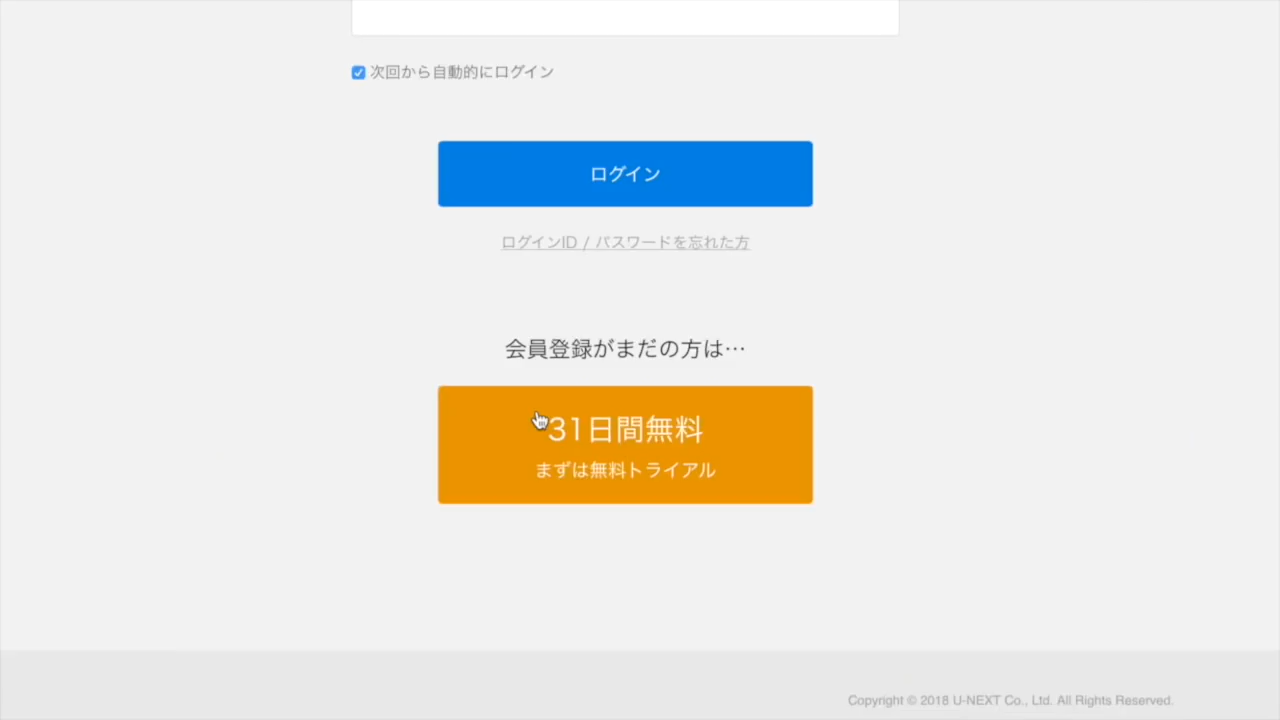 次回から自動的にログイン
ログイン
ログインID / パスワードを忘れた方
会員登録がまだの方は…
31日間無料
まずは無料トライアル
Copyright © 2018 U-NEXT Co., Ltd. All Rights Reserved.